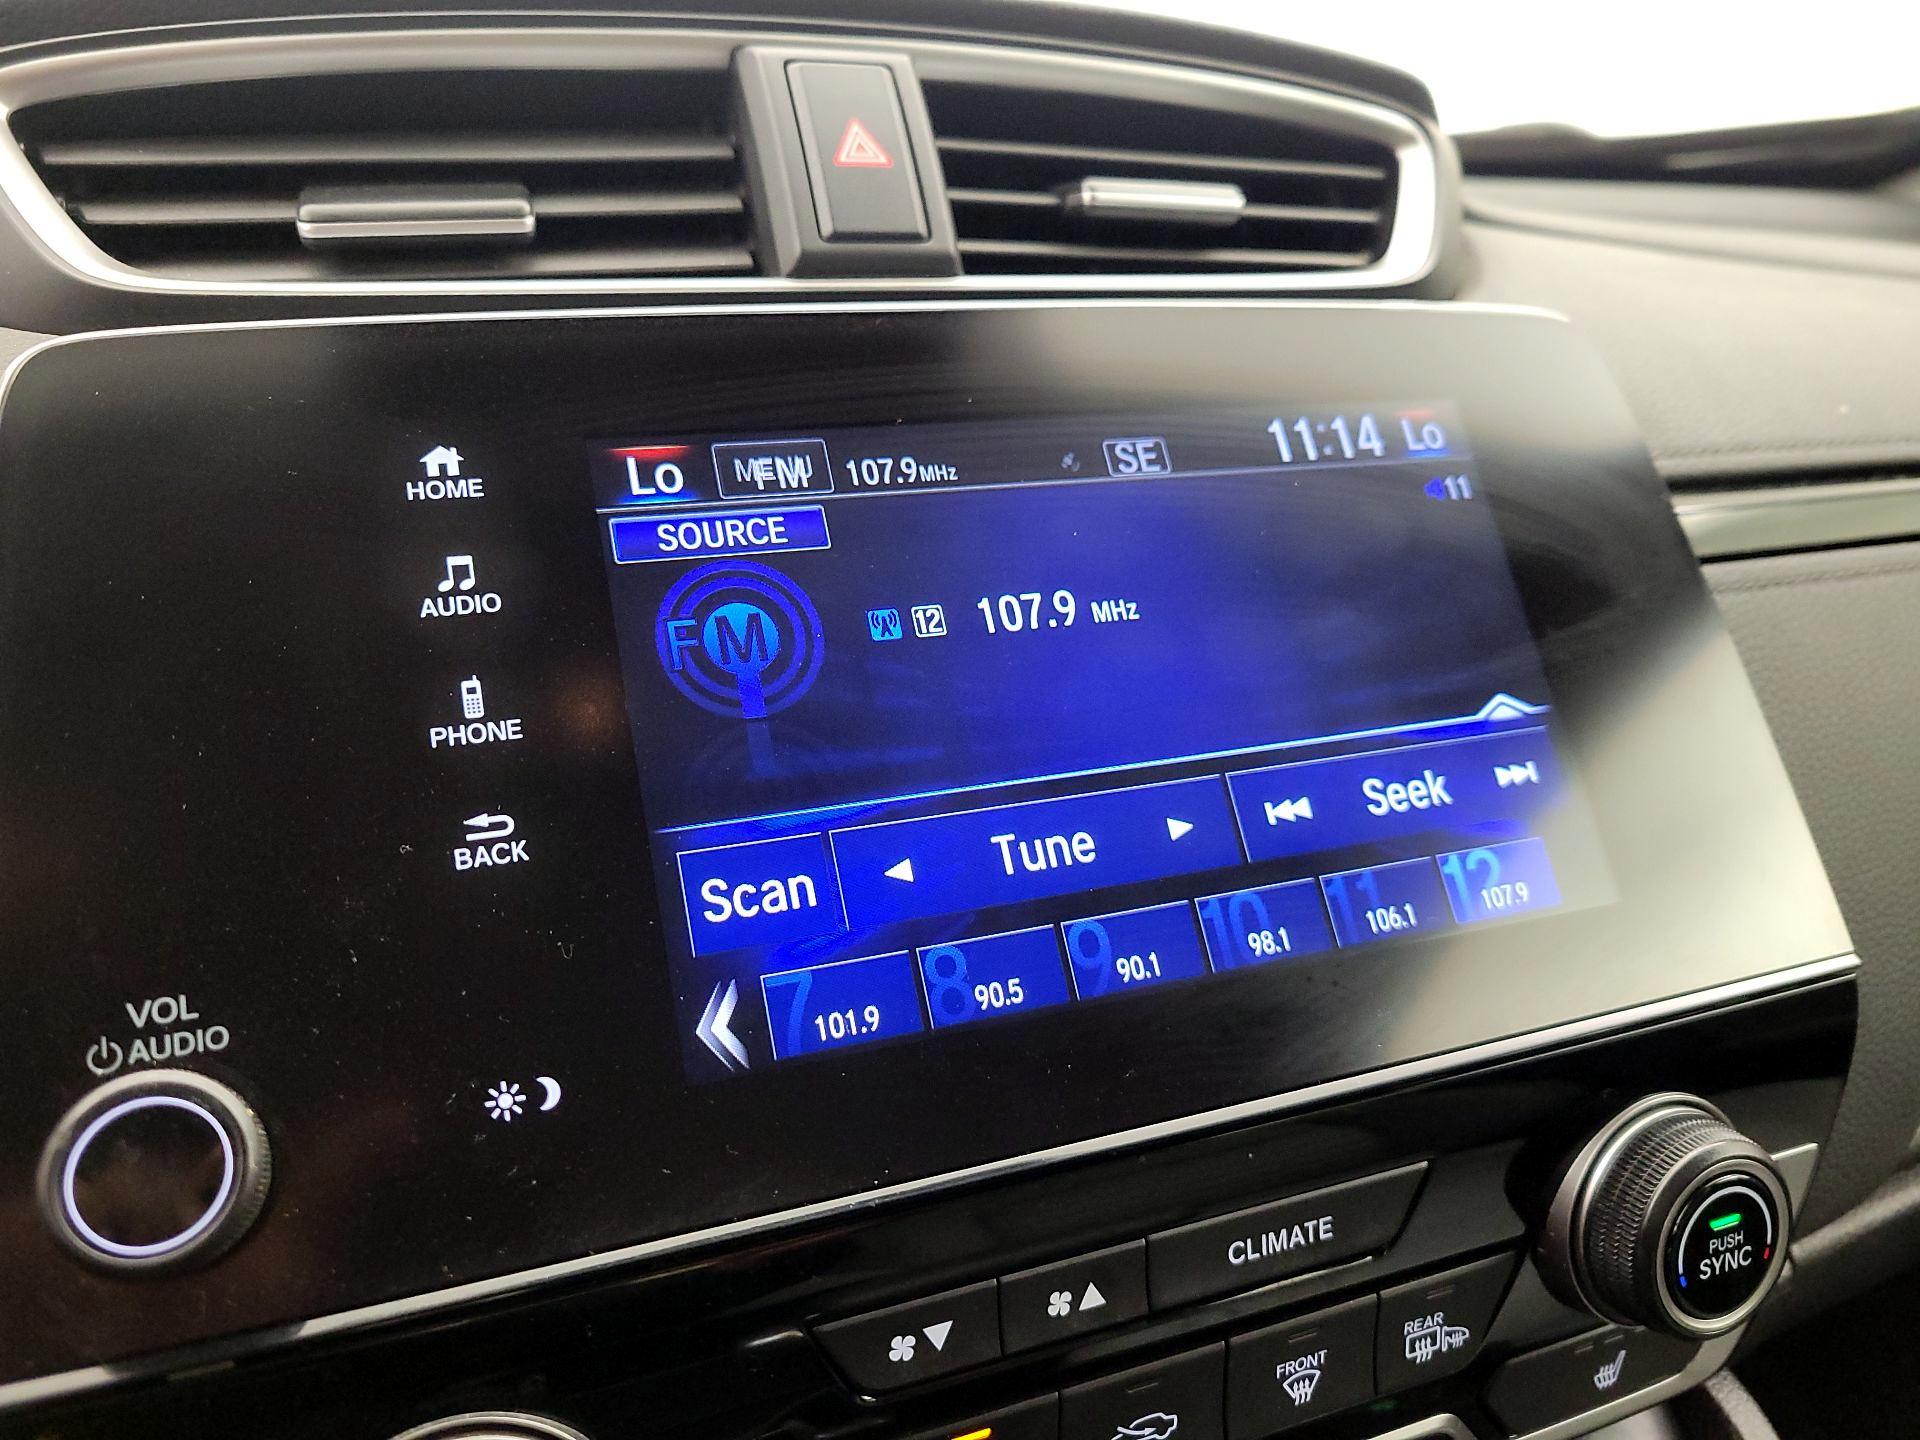 Lo MENU FM 107.9MHz SE 11:14 Lo
11
SOURCE
FM
12 107.9 MHz
Scan Tune Seek
7 101.9 8 90.5 9 90.1 10 98.1 11 106.1 12 107.9
HOME
AUDIO
PHONE
BACK
VOL
AUDIO
CLIMATE
PUSH
SYNC
FRONT
REAR